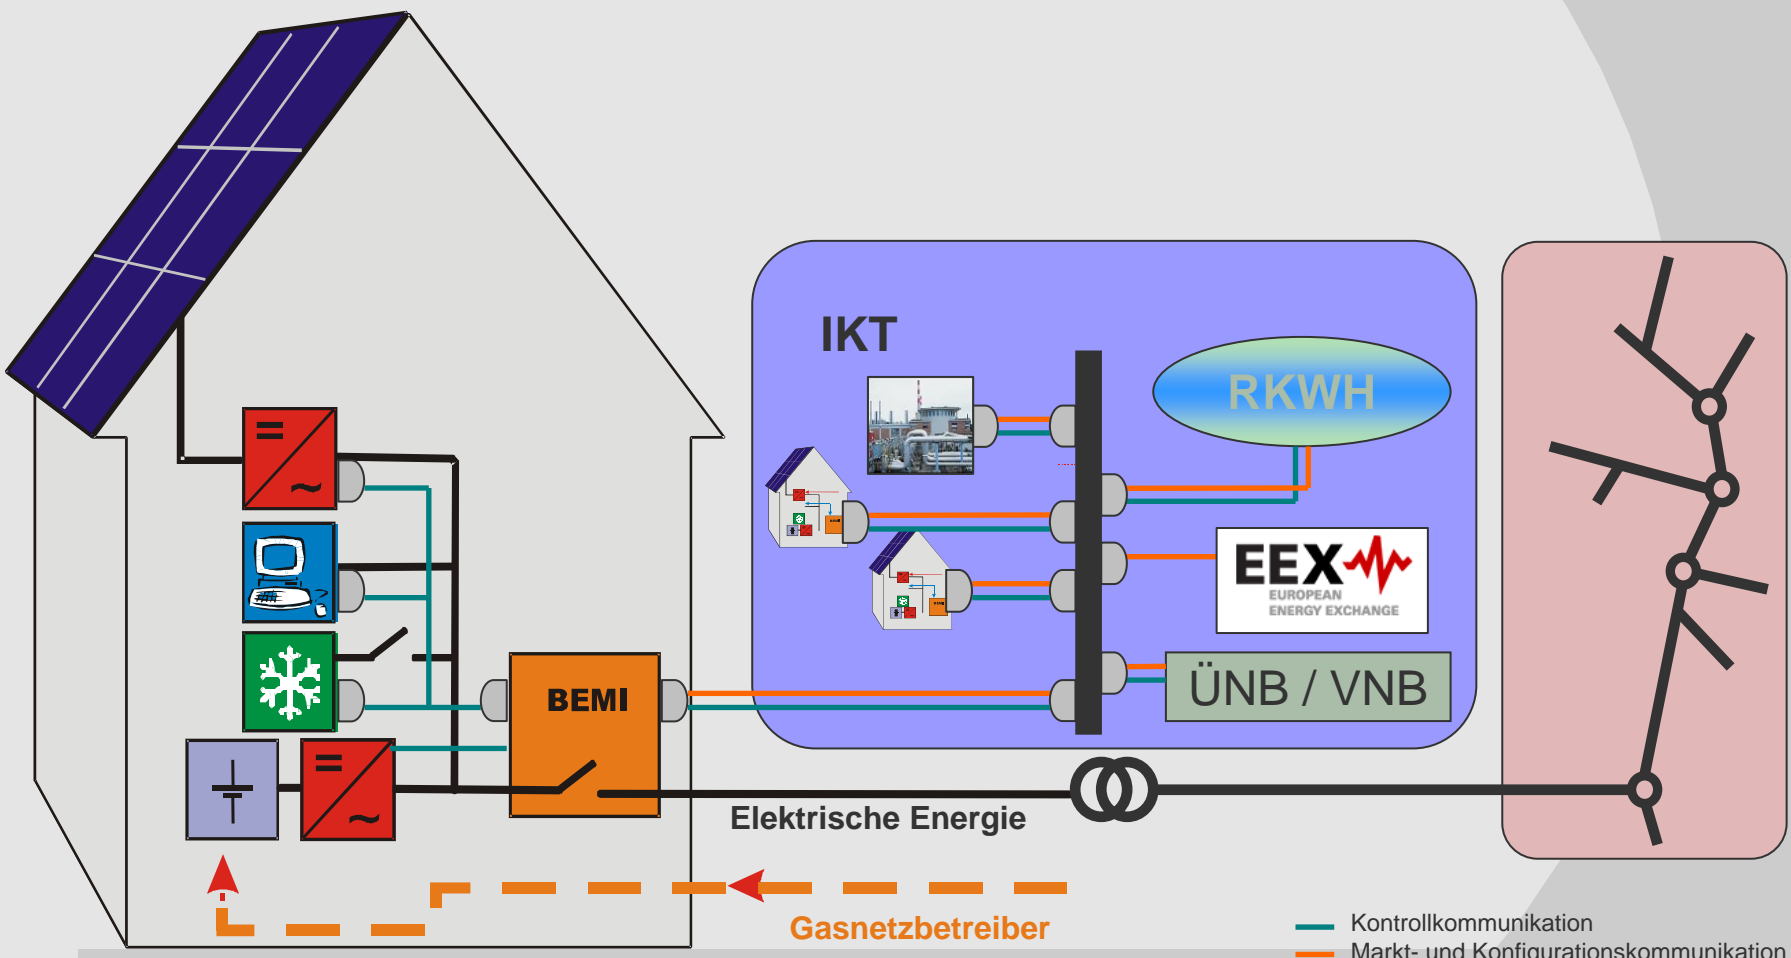 IKT
RKWH
EEX
EUROPEAN
ENERGY EXCHANGE
BEMI
ÜNB / VNB
Elektrische Energie
Gasnetzbetreiber
Kontrollkommunikation
Markt- und Konfigurationskommunikation